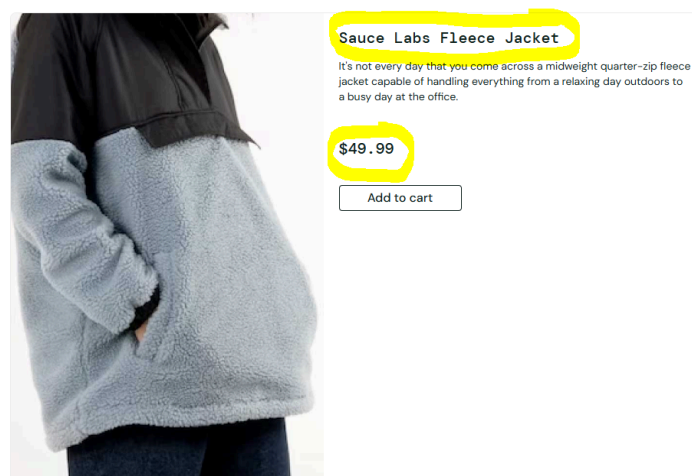 Sauce Labs Fleece Jacket
It's not every day that you come across a midweight quarter-zip fleece
jacket capable of handling everything from a relaxing day outdoors to
a busy day at the office.
$49.99
Add to cart